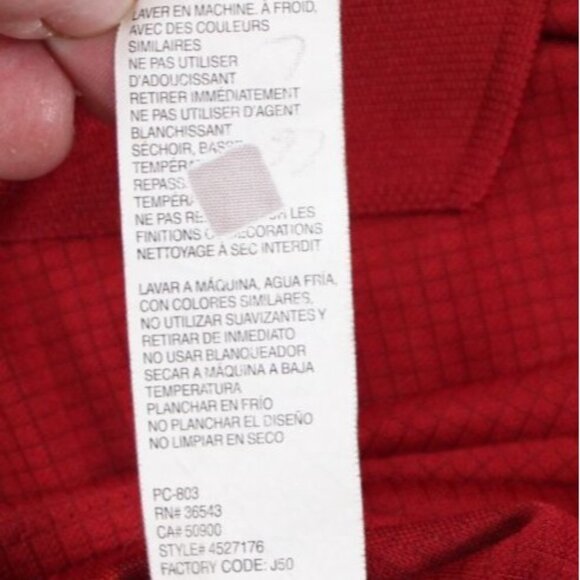 LAVER EN MACHINE, À FROID,
AVEC DES COULEURS
SIMILAIRES
NE PAS UTILISER
D'ADOUCISSANT
RETIRER IMMÉDIATEMENT
NE PAS UTILISER D'AGENT
BLANCHISSANT
SÉCHOIR, BASSE
NE PAS LES
FINITIONS
NETTOYAGE À SEC INTERDIT
LAVAR A MÁQUINA, AGUA FRÍA,
CON COLORES SIMILARES,
NO UTILIZAR SUAVIZANTES Y
RETIRAR DE INMEDIATO
NO USAR BLANQUEADOR
SECAR A MÁQUINA A BAJA
TEMPERATURA
PLANCHAR EN FRÍO
NO PLANCHAR EL DISEÑO
NO LIMPIAR EN SECO
PC-803
RN# 36543
CA# 50900
STYLE# 4527176
FACTORY CODE: J50